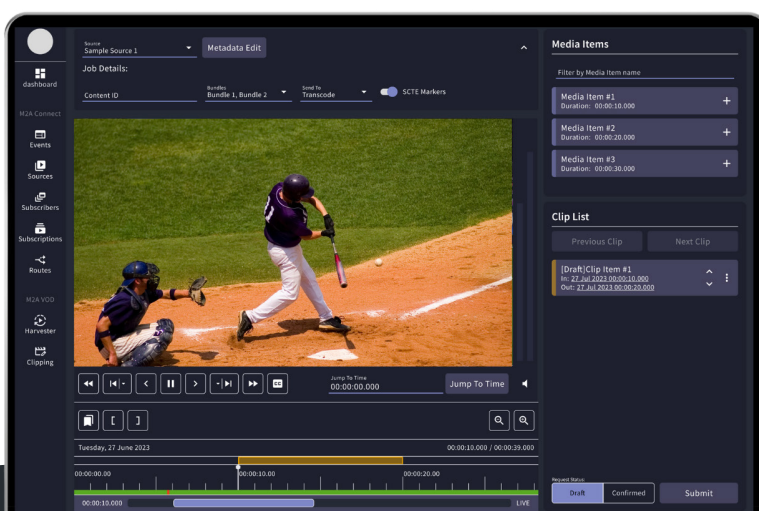 Source
Sample Source 1
Metadata Edit
Job Details:
Content ID
Bundles
Bundle 1, Bundle 2
Send To
Transcode
SCTE Markers
dashboard
M2A Connect
Events
Sources
Subscribers
Subscriptions
Routes
M2A VOD
Harvester
Clipping
CC
Jump To Time
00:00:00.000
Jump To Time
[ ]
Tuesday, 27 June 2023
00:00:10.000 / 00:00:39.000
00:00:00.00
00:00:10.00
00:00:20.00
00:00:10.000
LIVE
Media Items
Filter by Media Item name
Media Item #1
Duration: 00:00:10.000
Media Item #2
Duration: 00:00:20.000
Media Item #3
Duration: 00:00:30.000
Clip List
Previous Clip
Next Clip
[Draft]Clip Item #1
In: 27 Jul 2023 00:00:10.000
Out: 27 Jul 2023 00:00:20.000
Request Status:
Draft
Confirmed
Submit